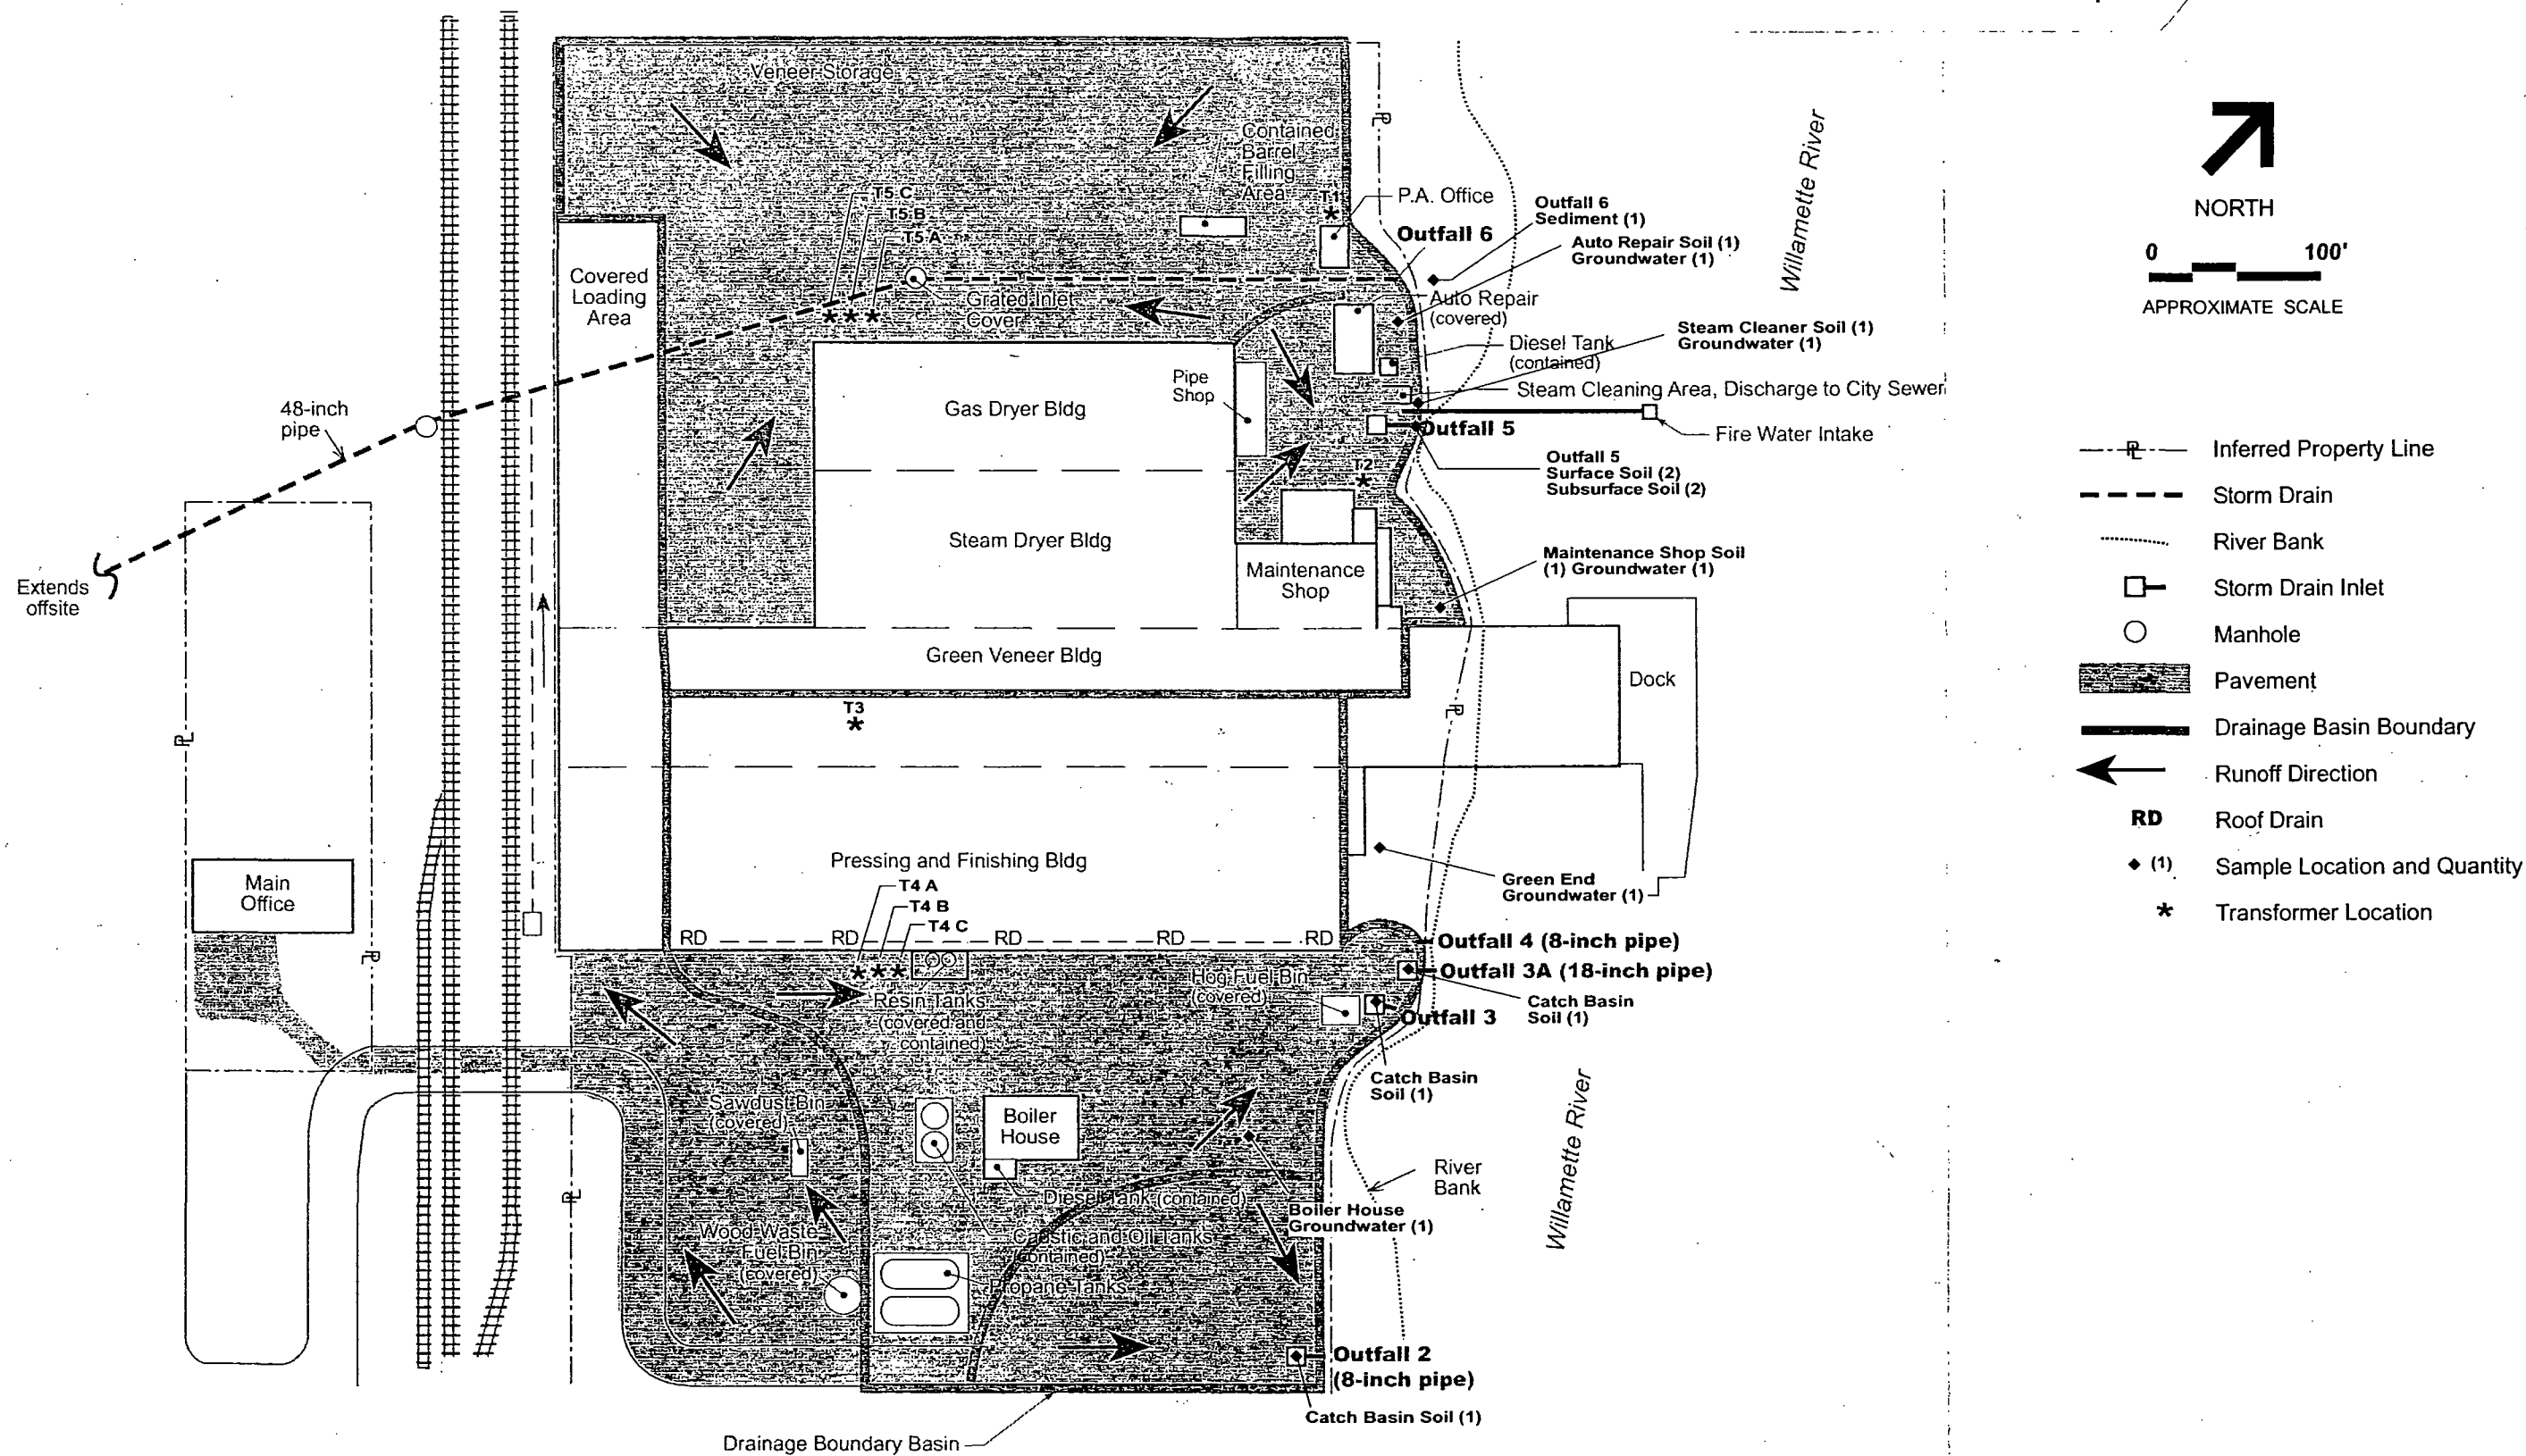 Veneer Storage
Contained
Barrel
Filling
Area
T1
P.A. Office
Outfall 6
Sediment (1)
Outfall 6
Auto Repair Soil (1)
Groundwater (1)
T5 C
T5 B
T5 A
Grated Inlet
Cover
Covered
Loading
Area
Auto Repair
(covered)
Steam Cleaner Soil (1)
Groundwater (1)
Diesel Tank
(contained)
Steam Cleaning Area, Discharge to City Sewer
Pipe
Shop
Gas Dryer Bldg
48-inch
pipe
Outfall 5
Fire Water Intake
Outfall 5
Surface Soil (2)
Subsurface Soil (2)
T2
Steam Dryer Bldg
Maintenance
Shop
Maintenance Shop Soil
(1) Groundwater (1)
Extends
offsite
Green Veneer Bldg
Dock
T3
PL
PL
PL
PL
PL
Pressing and Finishing Bldg
T4 A
T4 B
T4 C
Green End
Groundwater (1)
Main
Office
RD
RD
RD
RD
RD
Outfall 4 (8-inch pipe)
Outfall 3A (18-inch pipe)
Hog Fuel Bin
(covered)
Catch Basin
Soil (1)
Outfall 3
Resin Tanks
(covered and
contained)
Catch Basin
Soil (1)
Sawdust Bin
(covered)
Boiler
House
River
Bank
Diesel Tank (contained)
Boiler House
Groundwater (1)
Caustic and Oil Tanks
(contained)
Wood Waste
Fuel Bin
(covered)
Propane Tanks
Outfall 2
(8-inch pipe)
Catch Basin Soil (1)
Drainage Boundary Basin
Willamette River
Willamette River
NORTH
0 100'
APPROXIMATE SCALE
PL Inferred Property Line
Storm Drain
River Bank
Storm Drain Inlet
Manhole
Pavement
Drainage Basin Boundary
Runoff Direction
RD Roof Drain
◆ (1) Sample Location and Quantity
* Transformer Location